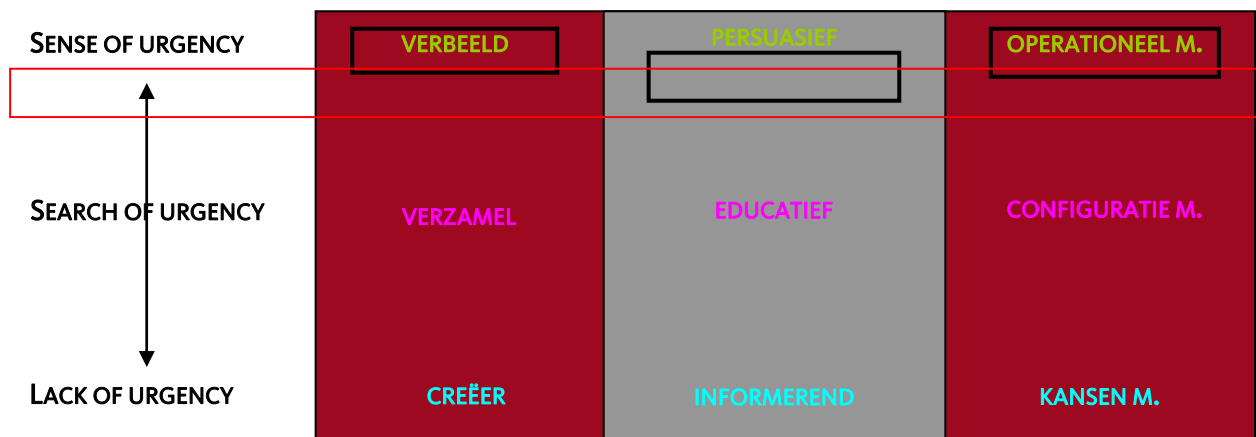 SENSE OF URGENCY VERBEELD PERSUASIEF OPERATIONEEL M.
SEARCH OF URGENCY VERZAMEL EDUCATIEF CONFIGURATIE M.
LACK OF URGENCY CREËER INFORMEREND KANSEN M.